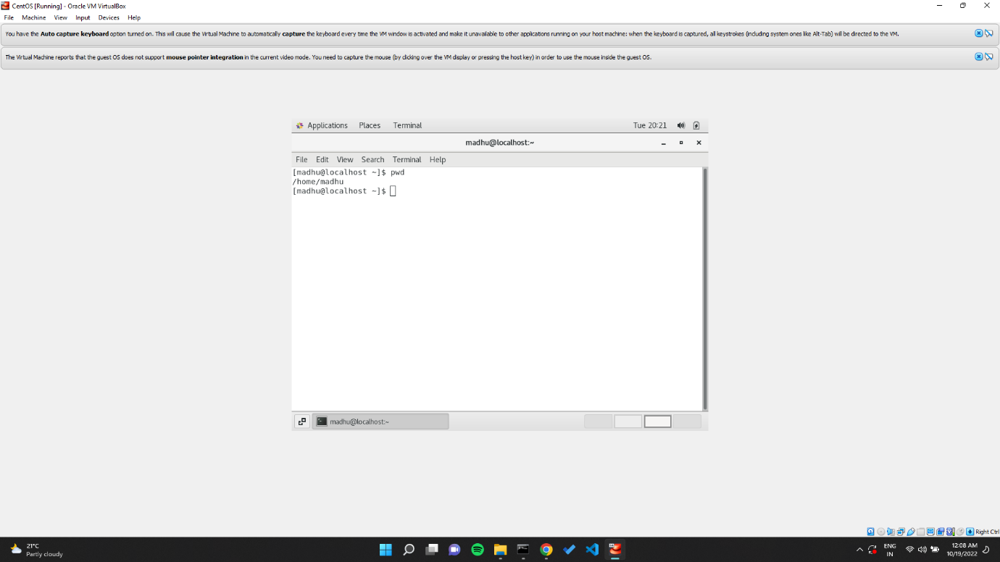 CentOS [Running] - Oracle VM VirtualBox
File Machine View Input Devices Help
You have the Auto capture keyboard option turned on. This will cause the Virtual Machine to automatically capture the keyboard every time the VM window is activated and make it unavailable to other applications running on your host machine: when the keyboard is captured, all keystrokes (including system ones like Alt-Tab) will be directed to the VM.
The Virtual Machine reports that the guest OS does not support mouse pointer integration in the current video mode. You need to capture the mouse (by clicking over the VM display or pressing the host key) in order to use the mouse inside the guest OS.
Applications Places Terminal Tue 20:21
madhu@localhost:~
File Edit View Search Terminal Help
[madhu@localhost ~]$ pwd
/home/madhu
[madhu@localhost ~]$
madhu@localhost:~
Right Ctrl
21°C
Partly cloudy
ENG
IN
12:08 AM
10/19/2022